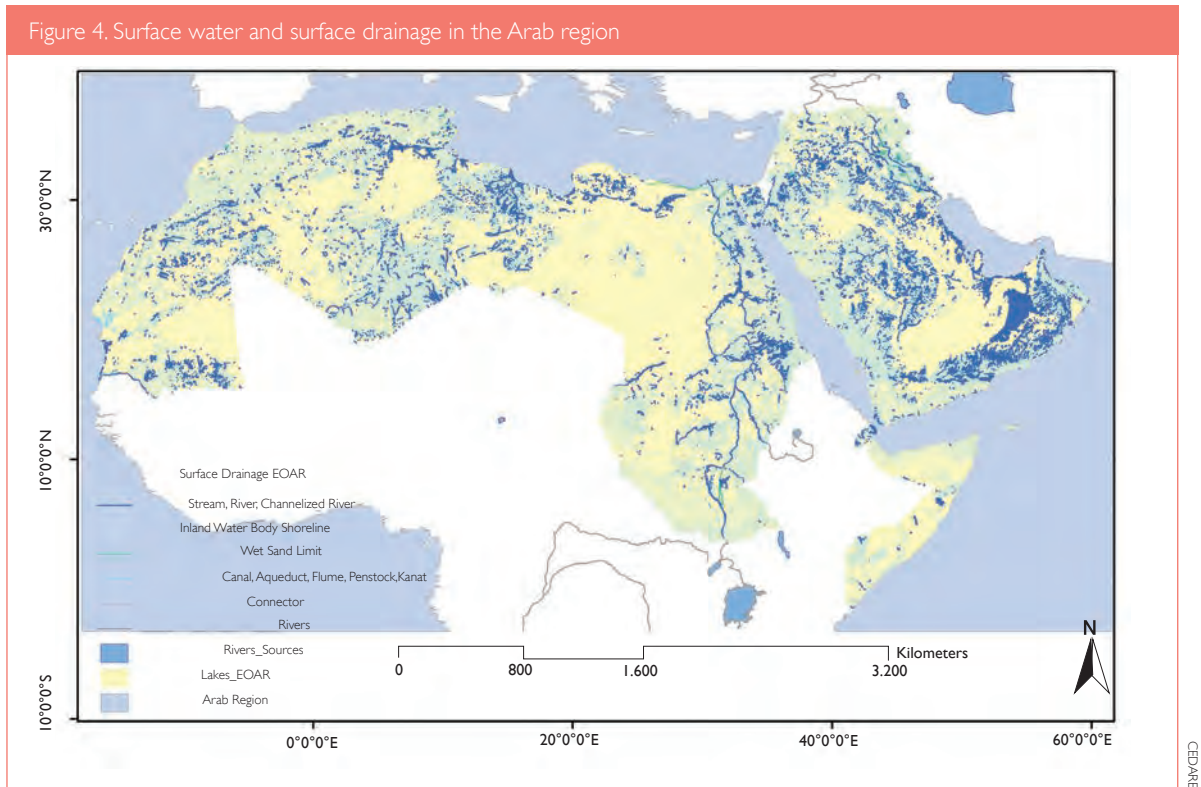 Figure 4. Surface water and surface drainage in the Arab region
30°0'0"N
10°0'0"N
10°0'0"S
Surface Drainage EOAR
Stream, River, Channelized River
Inland Water Body Shoreline
Wet Sand Limit
Canal, Aqueduct, Flume, Penstock,Kanat
Connector
Rivers
Rivers_Sources
Lakes_EOAR
Arab Region
0 800 1.600 3.200 Kilometers
N
0°0'0"E 20°0'0"E 40°0'0"E 60°0'0"E
CEDARE